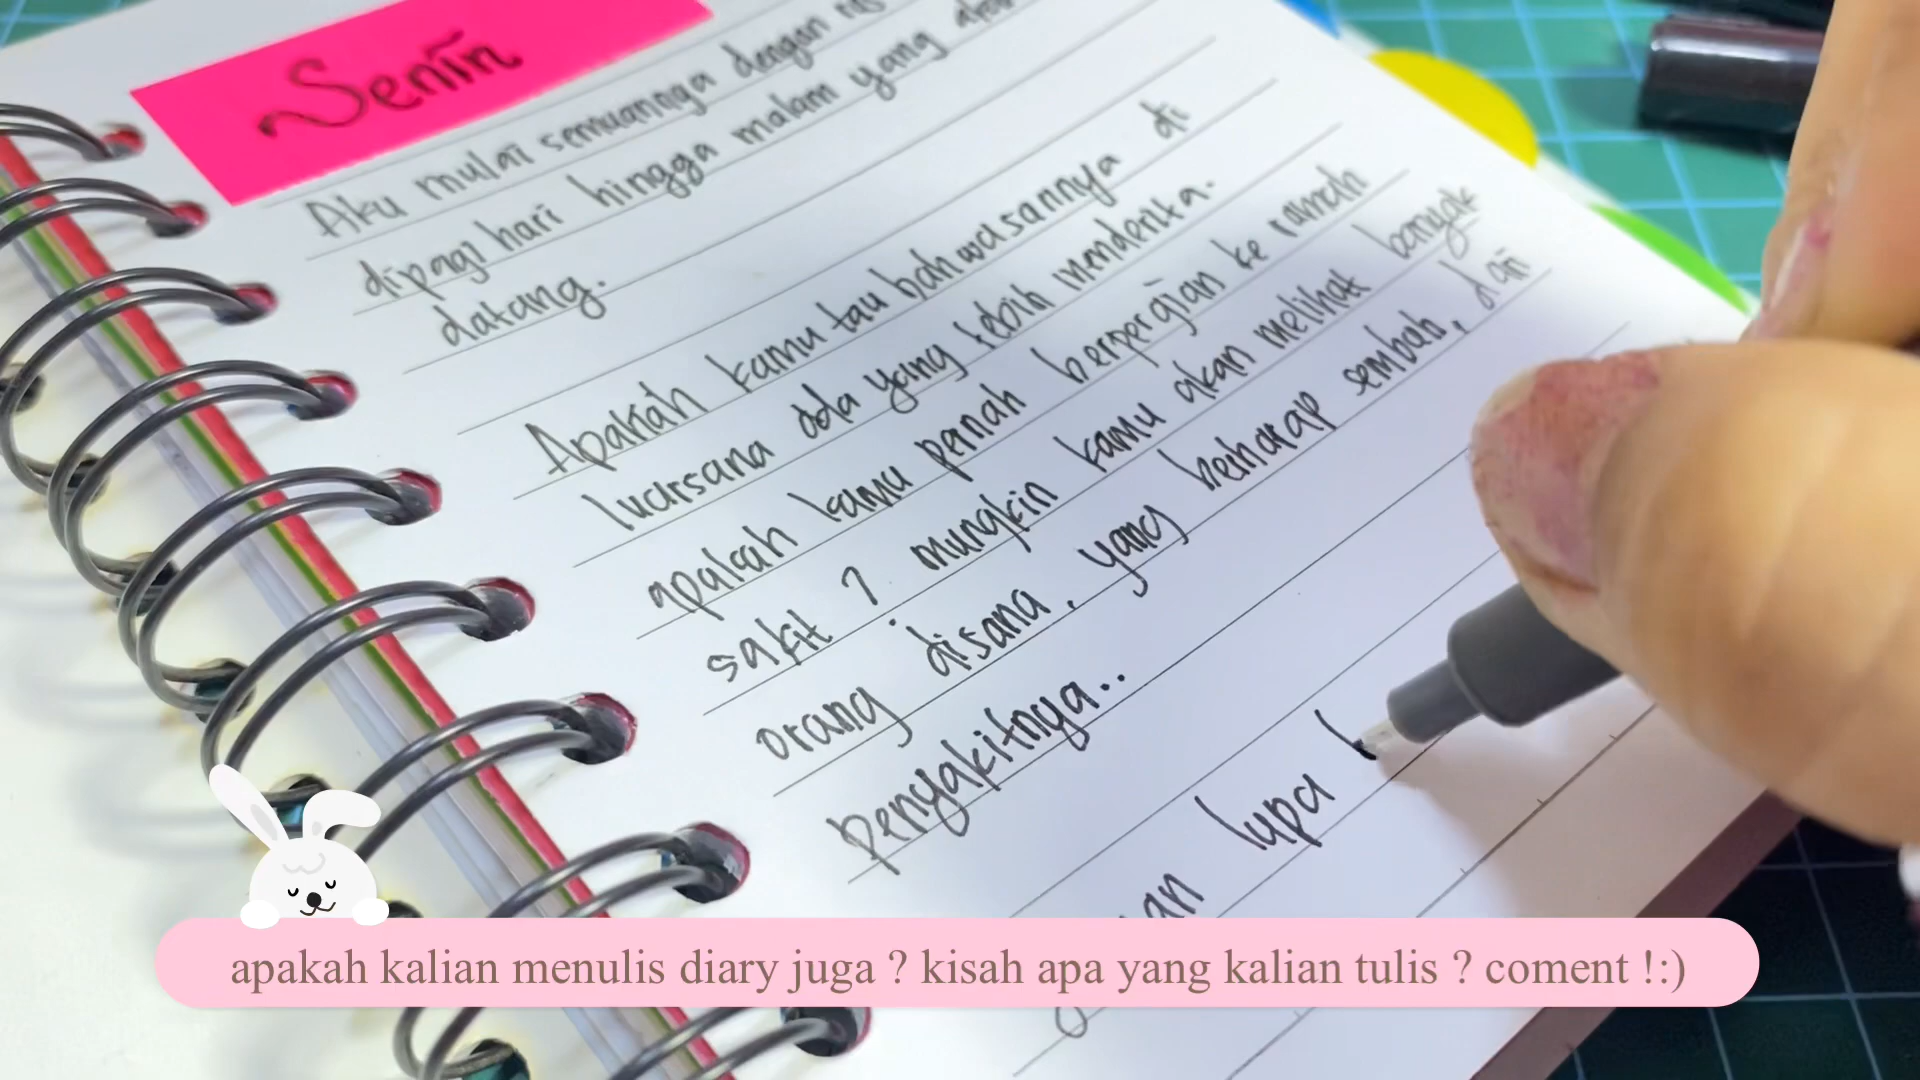 Senin
Aku mulai semuannya dengan
dipagi hari hingga malam yang
datang.
Apakah kamu tau bahwasannya di
luarsana ada yang lebih menderita.
apakah kamu pernah berpergian ke rumah
sakit ? mungkin kamu akan melihat banyak
orang disana, yang berharap sembah, dari
penyakitnya..
lupa
apakah kalian menulis diary juga ? kisah apa yang kalian tulis ? coment !:)